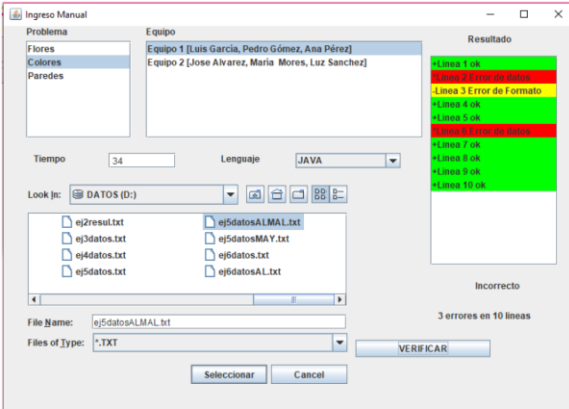 Ingreso Manual
Problema
Flores
Colores
Paredes
Equipo
Equipo 1 [Luis Garcia, Pedro Gómez, Ana Pérez]
Equipo 2 [Jose Alvarez, Maria Mores, Luz Sanchez]
Tiempo
34
Lenguaje
JAVA
Look In:
DATOS (D:)
ej2resul.txt
ej3datos.txt
ej4datos.txt
ej5datos.txt
ej5datosALMAL.txt
ej5datosMAY.txt
ej6datos.txt
ej6datosAL.txt
File Name:
ej5datosALMAL.txt
Files of Type:
*.TXT
Seleccionar
Cancel
Resultado
+Linea 1 ok
*Linea 2 Error de datos
-Linea 3 Error de Formato
+Linea 4 ok
+Linea 5 ok
*Linea 6 Error de datos
+Linea 7 ok
+Linea 8 ok
+Linea 9 ok
+Linea 10 ok
Incorrecto
3 errores en 10 lineas
VERIFICAR